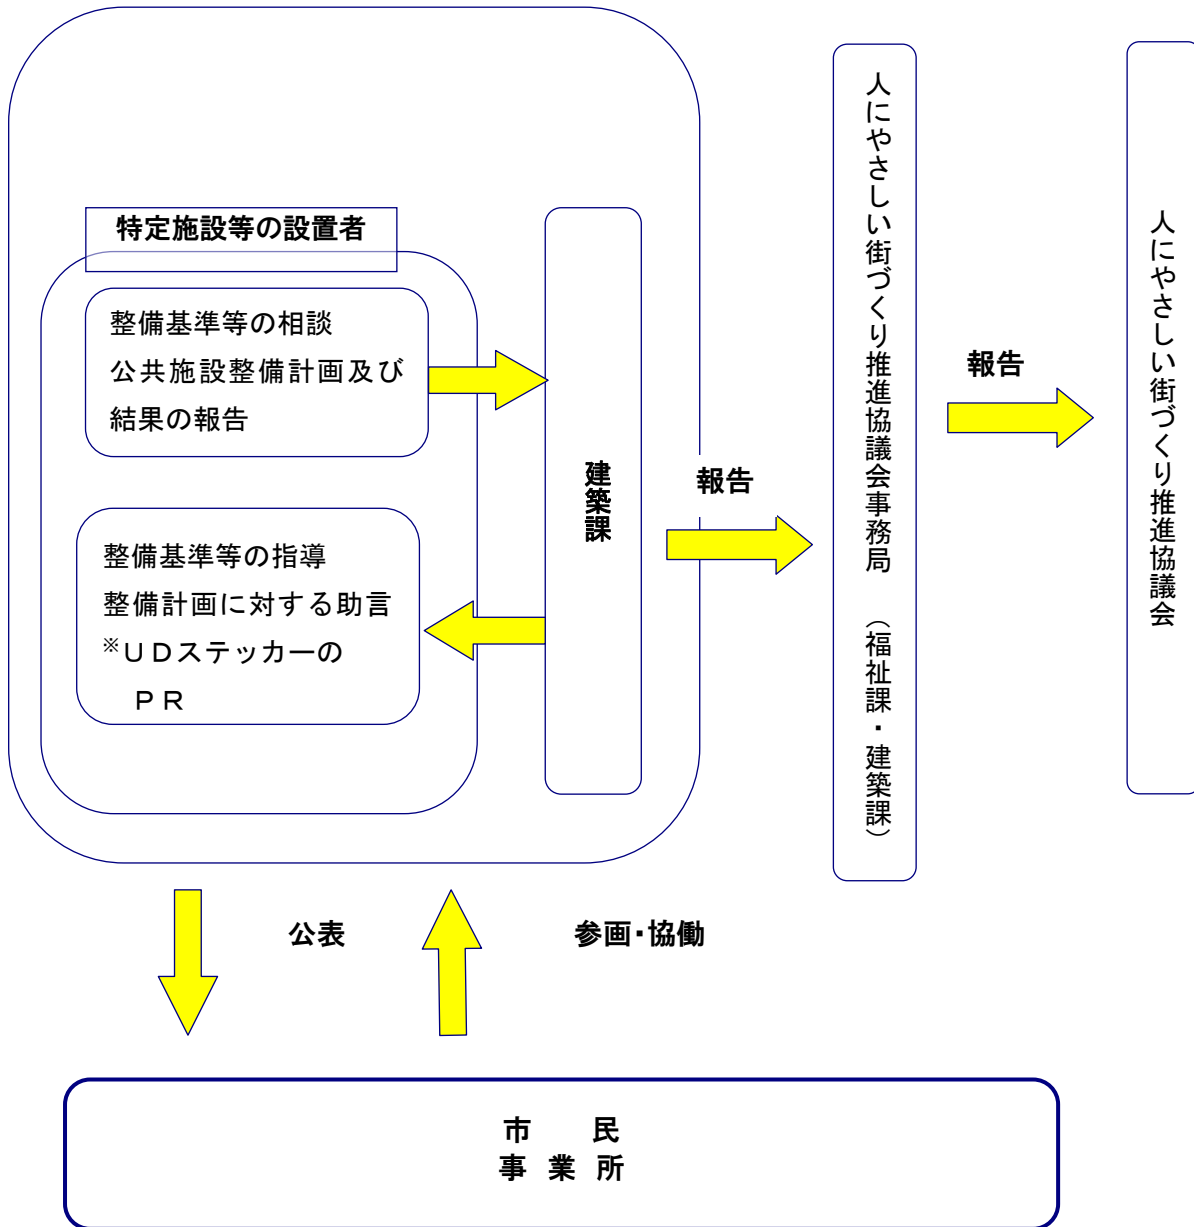 特定施設等の設置者
整備基準等の相談
公共施設整備計画及び
結果の報告
整備基準等の指導
整備計画に対する助言
※ＵＤステッカーの
ＰＲ
建築課
報告
人にやさしい街づくり推進協議会事務局　（福祉課・建築課）
報告
人にやさしい街づくり推進協議会
公表
参画・協働
市　　民
事　業　所